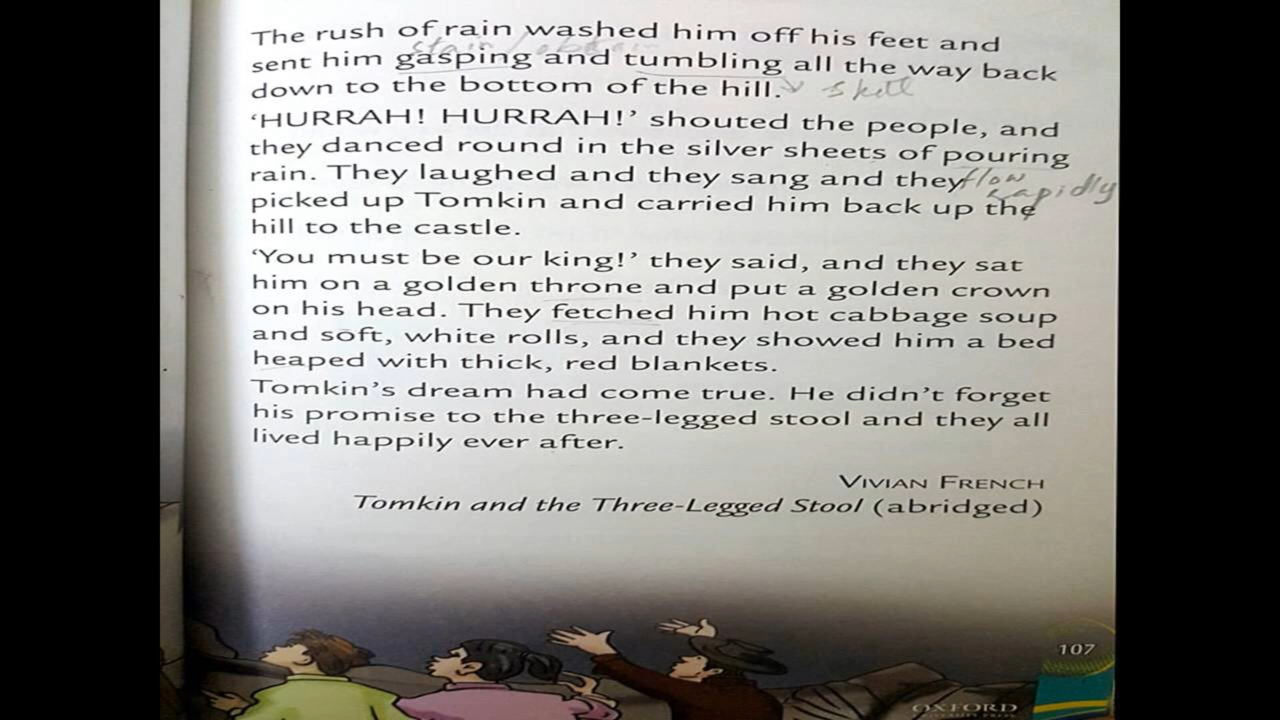 The rush of rain washed him off his feet and
sent him gasping and tumbling all the way back
down to the bottom of the hill.
'HURRAH! HURRAH!' shouted the people, and
they danced round in the silver sheets of pouring
rain. They laughed and they sang and they
flow
rapidly
picked up Tomkin and carried him back up the
hill to the castle.
'You must be our king!' they said, and they sat
him on a golden throne and put a golden crown
on his head. They fetched him hot cabbage soup
and soft, white rolls, and they showed him a bed
heaped with thick, red blankets.
Tomkin's dream had come true. He didn't forget
his promise to the three-legged stool and they all
lived happily ever after.
VIVIAN FRENCH
Tomkin and the Three-Legged Stool (abridged)
107
OXFORD
UNIVERSITY PRESS